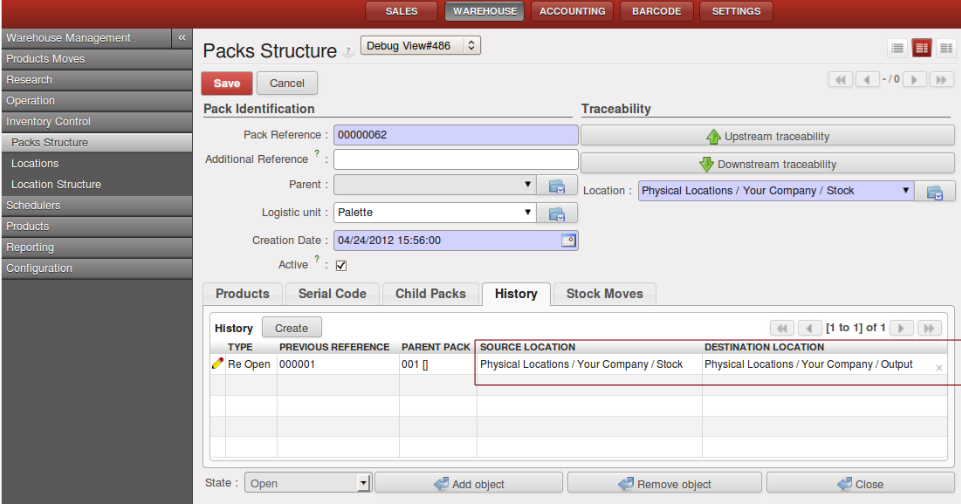 SALES WAREHOUSE ACCOUNTING BARCODE SETTINGS
Warehouse Management «
Products Moves
Research
Operation
Inventory Control
Packs Structure
Locations
Location Structure
Schedulers
Products
Reporting
Configuration
Packs Structure ? Debug View#486
Save Cancel - / 0
Pack Identification
Pack Reference : 00000062
Additional Reference ? :
Parent :
Logistic unit : Palette
Creation Date : 04/24/2012 15:56:00
Active ? :
Traceability
Upstream traceability
Downstream traceability
Location : Physical Locations / Your Company / Stock
Products Serial Code Child Packs History Stock Moves
History Create [1 to 1] of 1
TYPE PREVIOUS REFERENCE PARENT PACK SOURCE LOCATION DESTINATION LOCATION
Re Open 000001 001 [] Physical Locations / Your Company / Stock Physical Locations / Your Company / Output
State : Open Add object Remove object Close